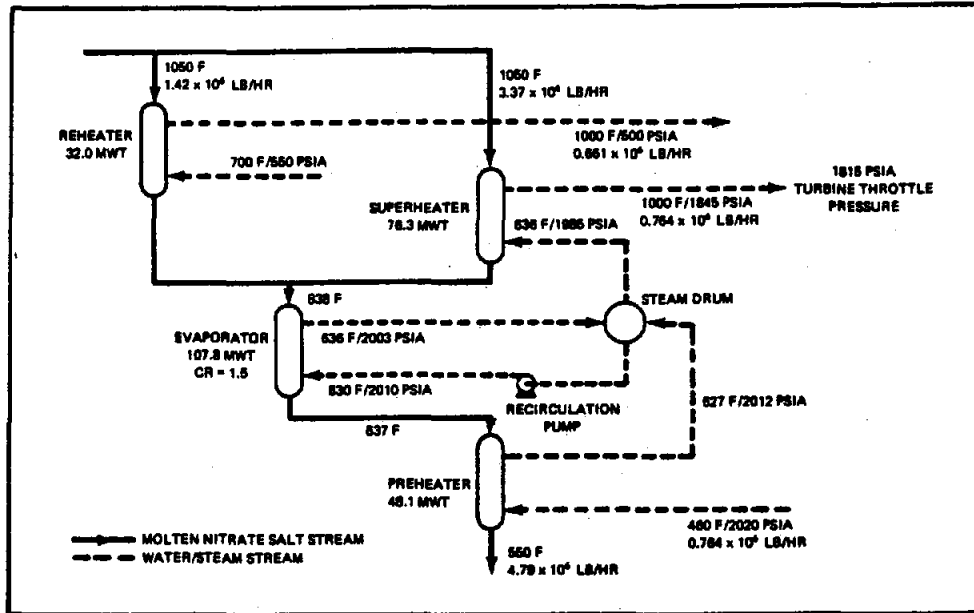 1050 F
1.42 x 10⁶ LB/HR
1050 F
3.37 x 10⁶ LB/HR
REHEATER
32.0 MWT
1000 F/500 PSIA
0.661 x 10⁶ LB/HR
700 F/550 PSIA
SUPERHEATER
76.3 MWT
1000 F/1845 PSIA
0.764 x 10⁶ LB/HR
1815 PSIA
TURBINE THROTTLE
PRESSURE
636 F/1985 PSIA
838 F
STEAM DRUM
EVAPORATOR
107.8 MWT
CR = 1.5
636 F/2003 PSIA
630 F/2010 PSIA
RECIRCULATION
PUMP
627 F/2012 PSIA
637 F
PREHEATER
46.1 MWT
460 F/2020 PSIA
0.764 x 10⁶ LB/HR
550 F
4.79 x 10⁶ LB/HR
MOLTEN NITRATE SALT STREAM
WATER/STEAM STREAM